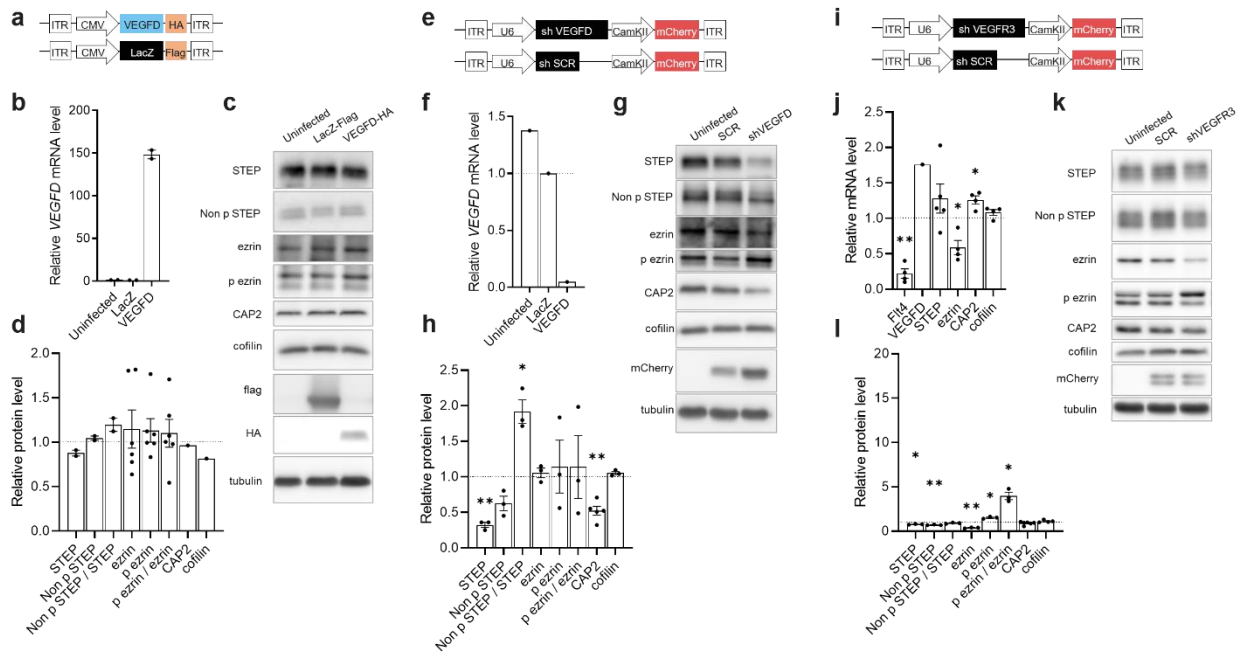 a
ITR CMV VEGFD HA ITR
ITR CMV LacZ Flag ITR
b
Relative VEGFD mRNA level
200
150
100
50
0
Uninfected
LacZ
VEGFD
c
Uninfected
LacZ-Flag
VEGFD-HA
STEP
Non p STEP
ezrin
p ezrin
CAP2
cofilin
flag
HA
tubulin
d
Relative protein level
2.0
1.5
1.0
0.5
0.0
STEP
Non p STEP
Non p STEP / STEP
ezrin
p ezrin
p ezrin / ezrin
CAP2
cofilin
e
ITR U6 sh VEGFD CamKII mCherry ITR
ITR U6 sh SCR CamKII mCherry ITR
f
Relative VEGFD mRNA level
1.5
1.0
0.5
0.0
Uninfected
LacZ
VEGFD
g
Uninfected
SCR
shVEGFD
STEP
Non p STEP
ezrin
p ezrin
CAP2
cofilin
mCherry
tubulin
h
Relative protein level
2.5
2.0
1.5
1.0
0.5
0.0
**
*
**
STEP
Non p STEP
Non p STEP / STEP
ezrin
p ezrin
p ezrin / ezrin
CAP2
cofilin
i
ITR U6 sh VEGFR3 CamKII mCherry ITR
ITR U6 sh SCR CamKII mCherry ITR
j
Relative mRNA level
2.5
2.0
1.5
1.0
0.5
0.0
**
*
*
Flt4
VEGFD
STEP
ezrin
CAP2
cofilin
k
Uninfected
SCR
shVEGFR3
STEP
Non p STEP
ezrin
p ezrin
CAP2
cofilin
mCherry
tubulin
l
Relative protein level
20
15
10
5
0
*
**
**
*
*
STEP
Non p STEP
Non p STEP / STEP
ezrin
p ezrin
p ezrin / ezrin
CAP2
cofilin